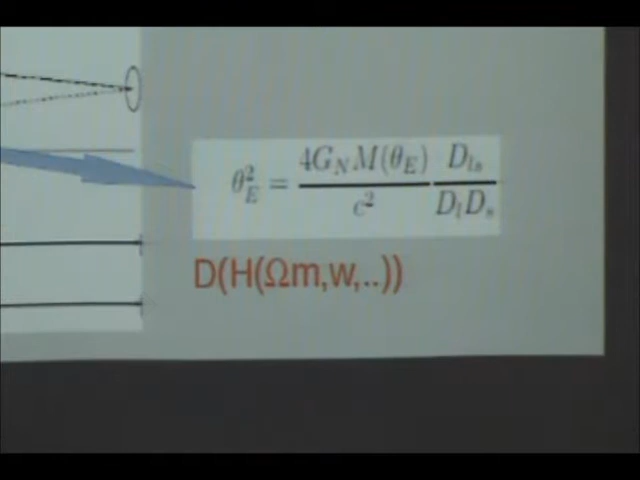 θ_E^2 = \frac{4G_N M(θ_E)}{c^2} \frac{D_{ls}}{D_l D_s}
D(H(Ωm,w,..))